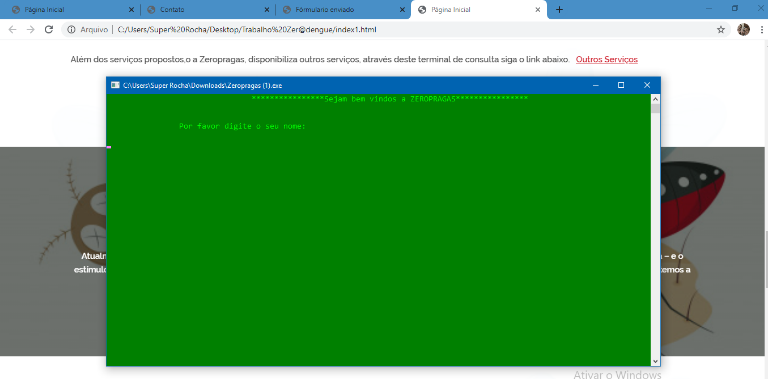 Página Inicial
Contato
Fórmulario enviado
Página Inicial
Arquivo | C:/Users/Super%20Rocha/Desktop/Trabalho%20Zer@dengue/index1.html
Além dos serviços propostos,o a Zeropragas, disponibiliza outros serviços, através deste terminal de consulta siga o link abaixo. Outros Serviços
C:\Users\Super Rocha\Downloads\Zeropragas (1).exe
****************Sejam bem vindos a ZEROPRAGAS****************
Por favor digite o seu nome:
– e o
estímulo
temos a
Ativar o Windows